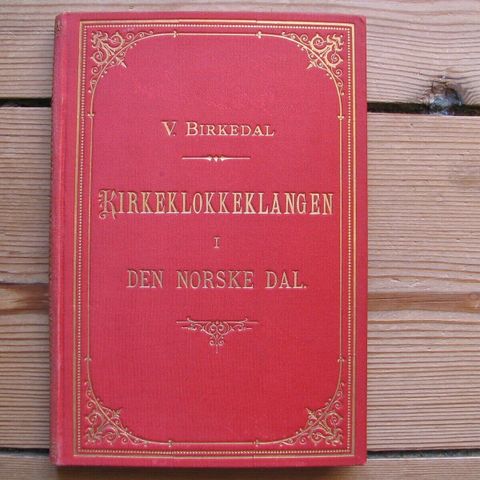 V. BIRKEDAL
KIRKEKLOKKEKLANGEN
I
DEN NORSKE DAL.